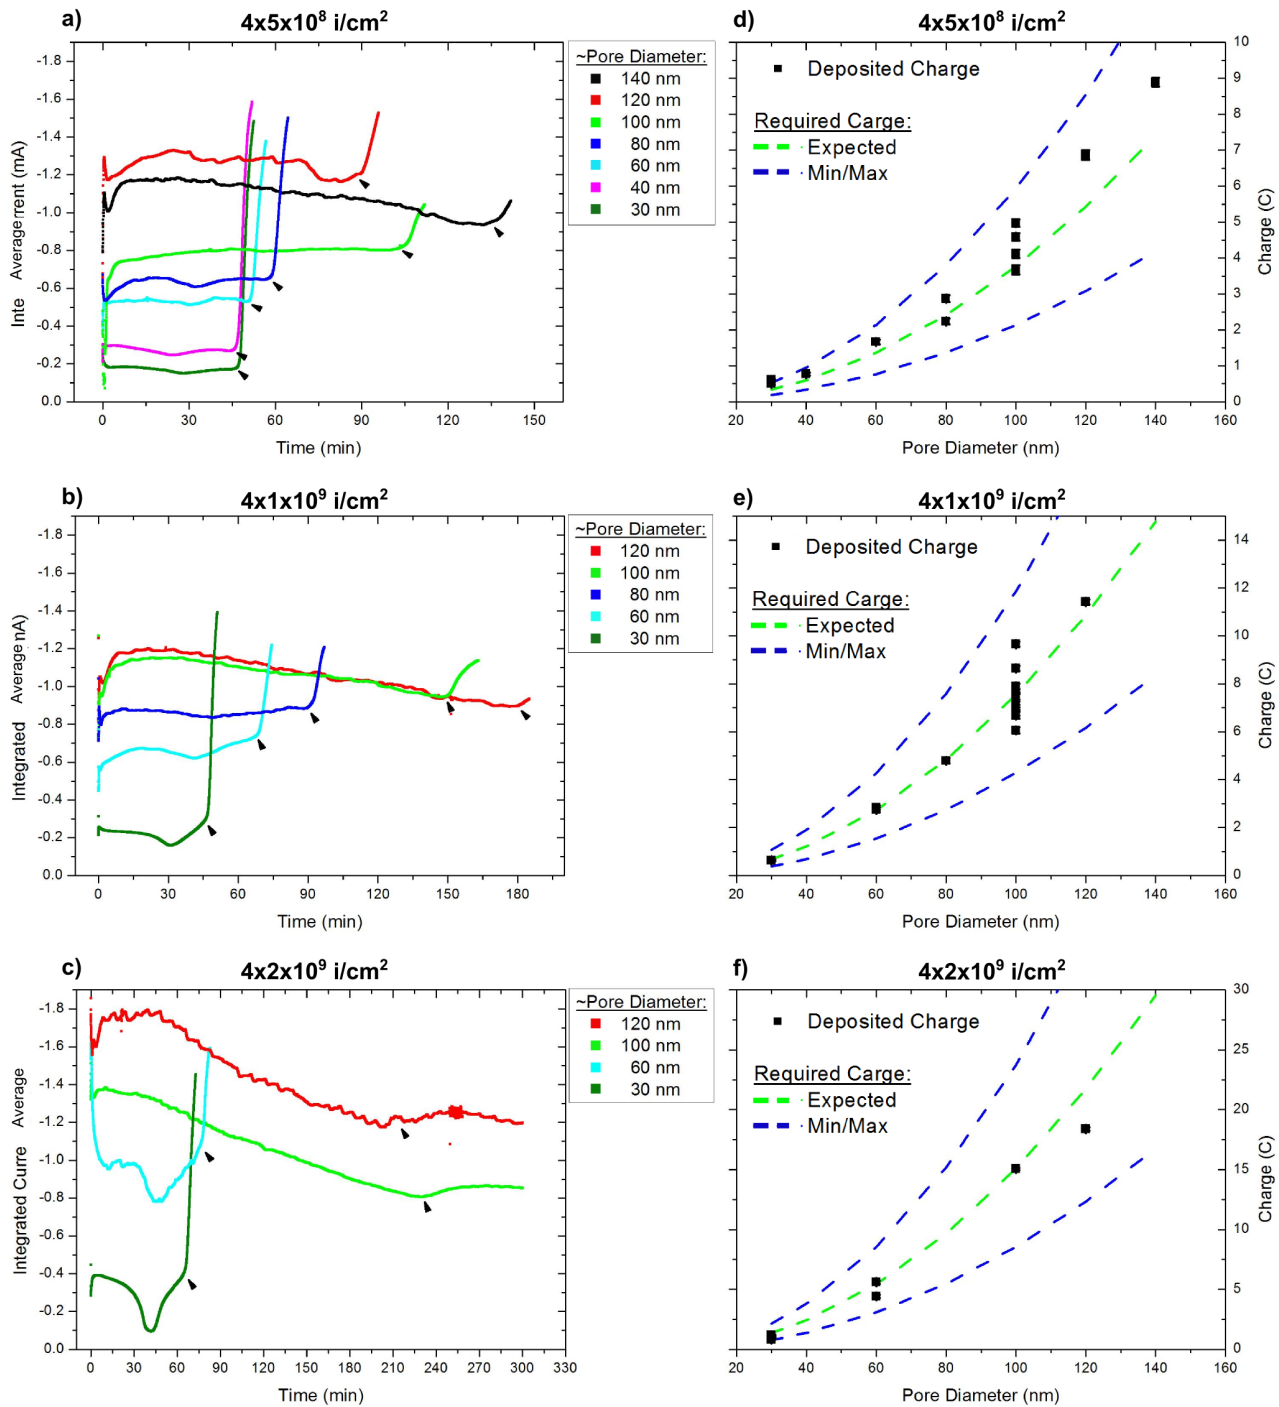 a)
4x5x10⁸ i/cm²
-1.8
-1.6
-1.4
-1.2
-1.0
-0.8
-0.6
-0.4
-0.2
0.0
Inte Averagerrent (mA)
0 30 60 90 120 150
Time (min)
~Pore Diameter:
140 nm
120 nm
100 nm
80 nm
60 nm
40 nm
30 nm
d)
4x5x10⁸ i/cm²
Deposited Charge
Required Carge:
Expected
Min/Max
10
9
8
7
6
5
4
3
2
1
0
Charge (C)
20 40 60 80 100 120 140 160
Pore Diameter (nm)
b)
4x1x10⁹ i/cm²
-1.8
-1.6
-1.4
-1.2
-1.0
-0.8
-0.6
-0.4
-0.2
0.0
Integrated AveragenA)
0 30 60 90 120 150 180
Time (min)
~Pore Diameter:
120 nm
100 nm
80 nm
60 nm
30 nm
e)
4x1x10⁹ i/cm²
Deposited Charge
Required Carge:
Expected
Min/Max
14
12
10
8
6
4
2
0
Charge (C)
20 40 60 80 100 120 140 160
Pore Diameter (nm)
c)
4x2x10⁹ i/cm²
-1.8
-1.6
-1.4
-1.2
-1.0
-0.8
-0.6
-0.4
-0.2
0.0
Integrated Curre Average
0 30 60 90 120 150 180 210 240 270 300 330
Time (min)
~Pore Diameter:
120 nm
100 nm
60 nm
30 nm
f)
4x2x10⁹ i/cm²
Deposited Charge
Required Carge:
Expected
Min/Max
30
25
20
15
10
5
0
Charge (C)
20 40 60 80 100 120 140 160
Pore Diameter (nm)